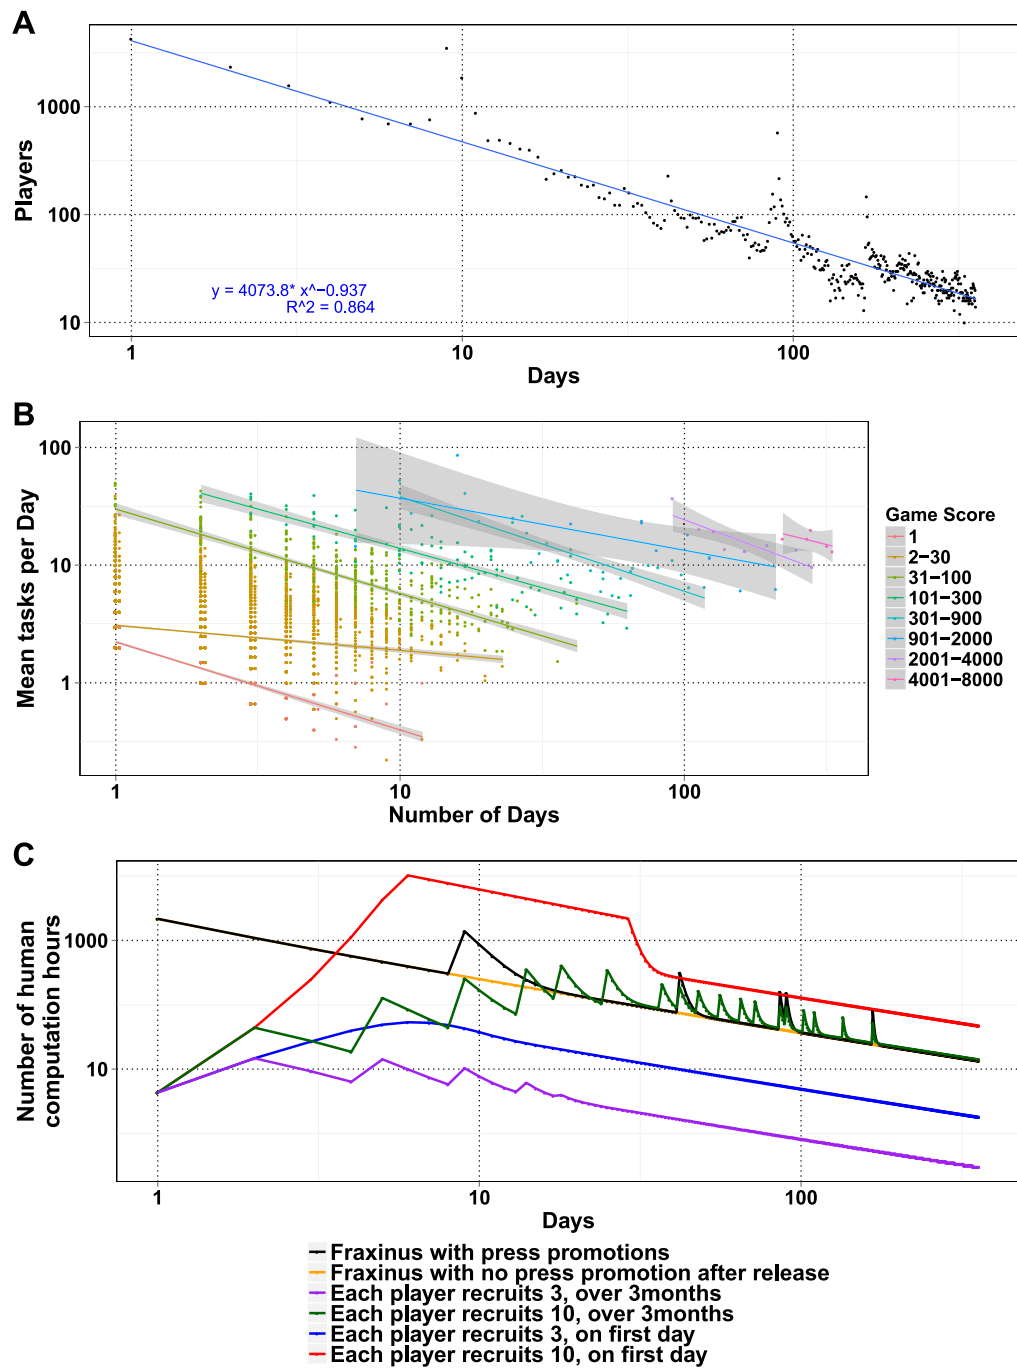 A
Players
1000
100
10
1
10
100
y = 4073.8* x^−0.937
R^2 = 0.864
Days
B
Mean tasks per Day
100
10
1
1
10
100
Number of Days
Game Score
1
2−30
31−100
101−300
301−900
901−2000
2001−4000
4001−8000
C
Number of human
computation hours
1000
10
1
10
100
Days
Fraxinus with press promotions
Fraxinus with no press promotion after release
Each player recruits 3, over 3months
Each player recruits 10, over 3months
Each player recruits 3, on first day
Each player recruits 10, on first day